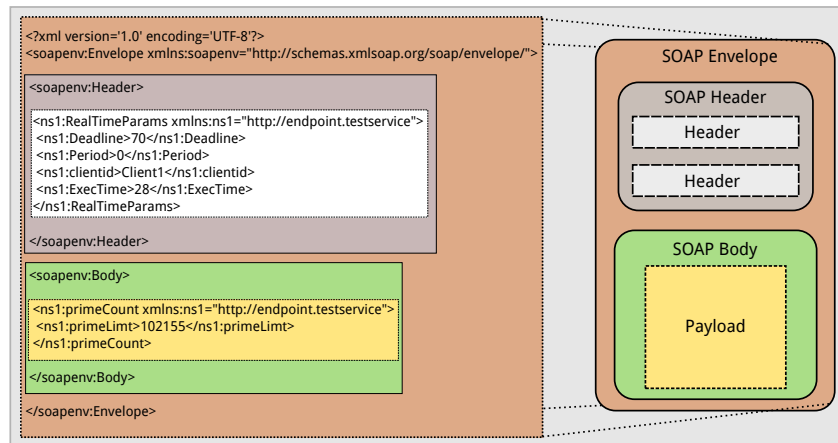 <?xml version='1.0' encoding='UTF-8'?>
<soapenv:Envelope xmlns:soapenv="http://schemas.xmlsoap.org/soap/envelope/">
<soapenv:Header>
<ns1:RealTimeParams xmlns:ns1="http://endpoint.testservice">
<ns1:Deadline>70</ns1:Deadline>
<ns1:Period>0</ns1:Period>
<ns1:clientid>Client1</ns1:clientid>
<ns1:ExecTime>28</ns1:ExecTime>
</ns1:RealTimeParams>
</soapenv:Header>
<soapenv:Body>
<ns1:primeCount xmlns:ns1="http://endpoint.testservice">
<ns1:primeLimt>102155</ns1:primeLimt>
</ns1:primeCount>
</soapenv:Body>
</soapenv:Envelope>
SOAP Envelope
SOAP Header
Header
Header
SOAP Body
Payload